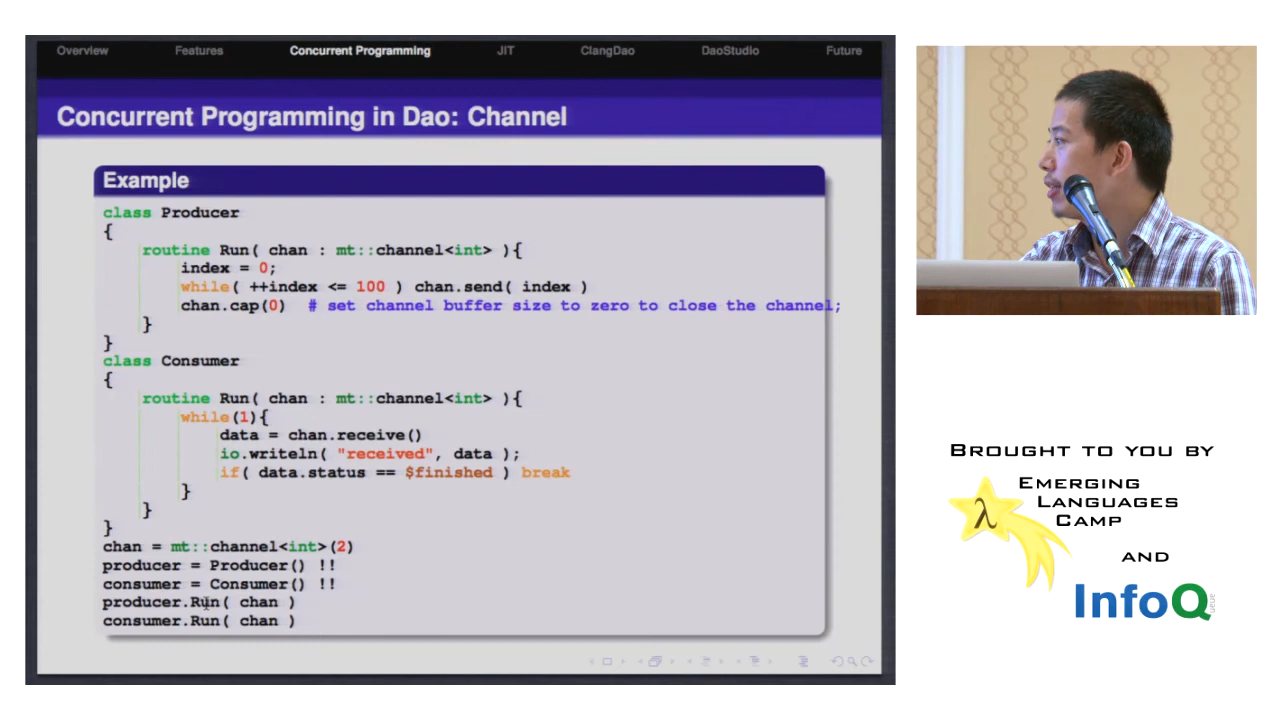 Overview Features Concurrent Programming JIT ClangDao DaoStudio Future
Concurrent Programming in Dao: Channel
Example
class Producer
{
routine Run( chan : mt::channel<int> ){
index = 0;
while( ++index <= 100 ) chan.send( index )
chan.cap(0) # set channel buffer size to zero to close the channel;
}
}
class Consumer
{
routine Run( chan : mt::channel<int> ){
while(1){
data = chan.receive()
io.writeln( "received", data );
if( data.status == $finished ) break
}
}
}
chan = mt::channel<int>(2)
producer = Producer() !!
consumer = Consumer() !!
producer.Run( chan )
consumer.Run( chan )
BROUGHT TO YOU BY
EMERGING
LANGUAGES
CAMP
λ
AND
InfoQ
ueue